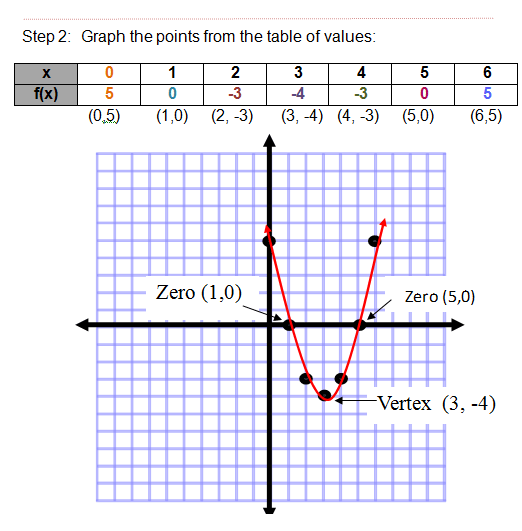 Step 2: Graph the points from the table of values:
x 0 1 2 3 4 5 6
f(x) 5 0 -3 -4 -3 0 5
(0,5) (1,0) (2, -3) (3, -4) (4, -3) (5,0) (6,5)
Zero (1,0)
Zero (5,0)
Vertex (3, -4)